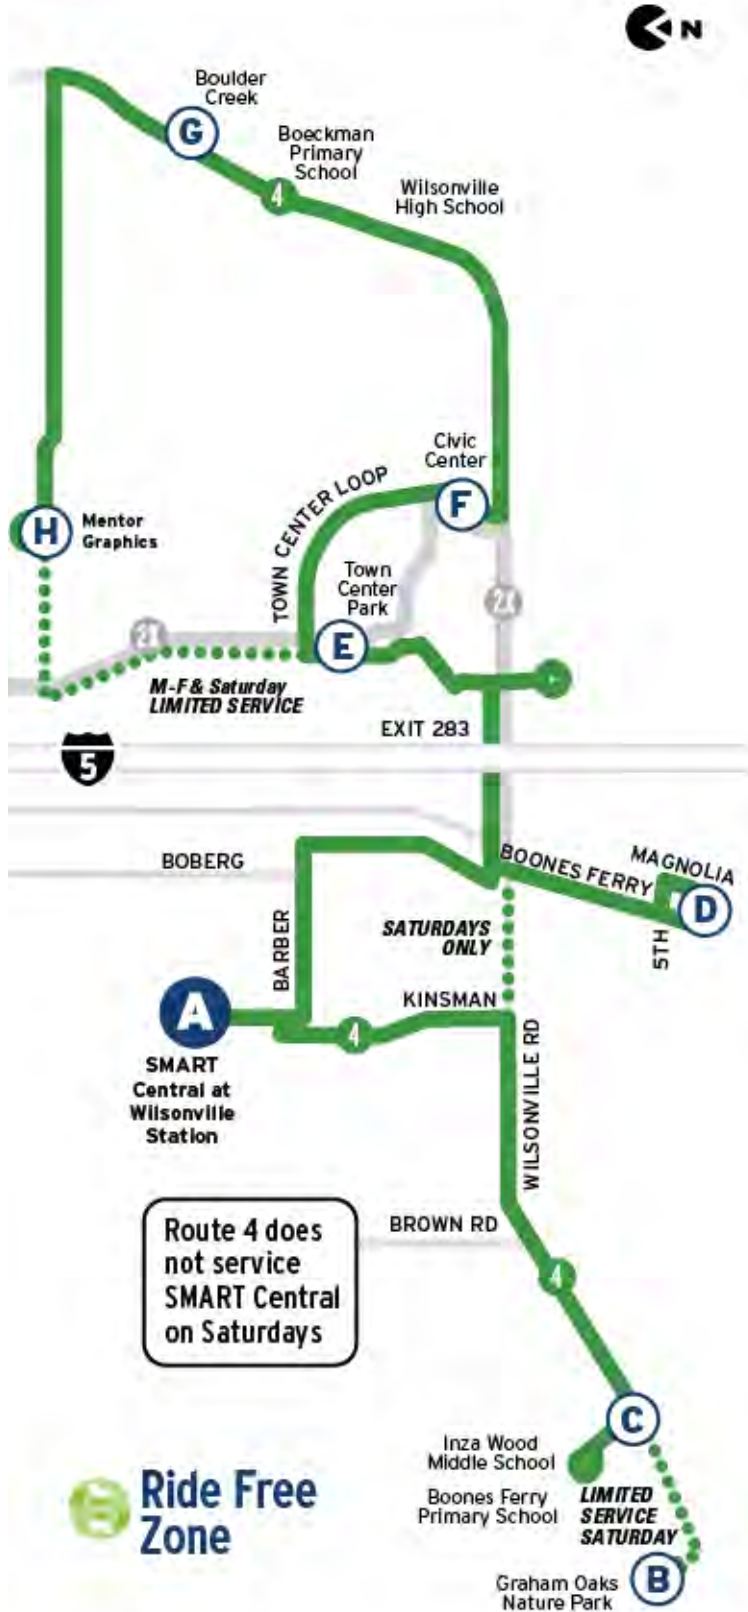 N
Boulder
Creek
G
Boeckman
Primary
School
4
Wilsonville
High School
Civic
Center
F
TOWN CENTER LOOP
H
Mentor
Graphics
Town
Center
Park
2X
2X
E
M-F & Saturday
LIMITED SERVICE
EXIT 283
5
BOBERG
BOONES FERRY
MAGNOLIA
D
5TH
SATURDAYS
ONLY
BARBER
KINSMAN
A
4
SMART
Central at
Wilsonville
Station
WILSONVILLE RD
Route 4 does
not service
SMART Central
on Saturdays
BROWN RD
4
C
Inza Wood
Middle School
Boones Ferry
Primary School
LIMITED
SERVICE
SATURDAY
Ride Free
Zone
B
Graham Oaks
Nature Park